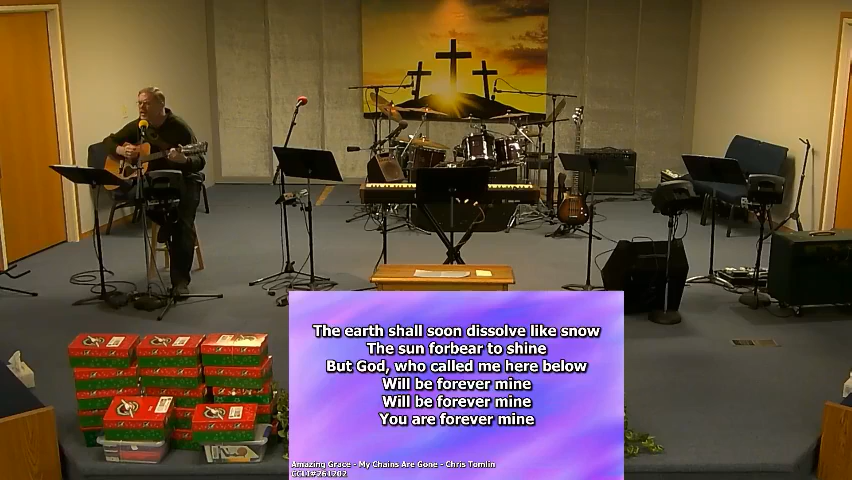 The earth shall soon dissolve like snow
The sun forbear to shine
But God, who called me here below
Will be forever mine
Will be forever mine
You are forever mine
Amazing Grace - My Chains Are Gone - Chris Tomlin